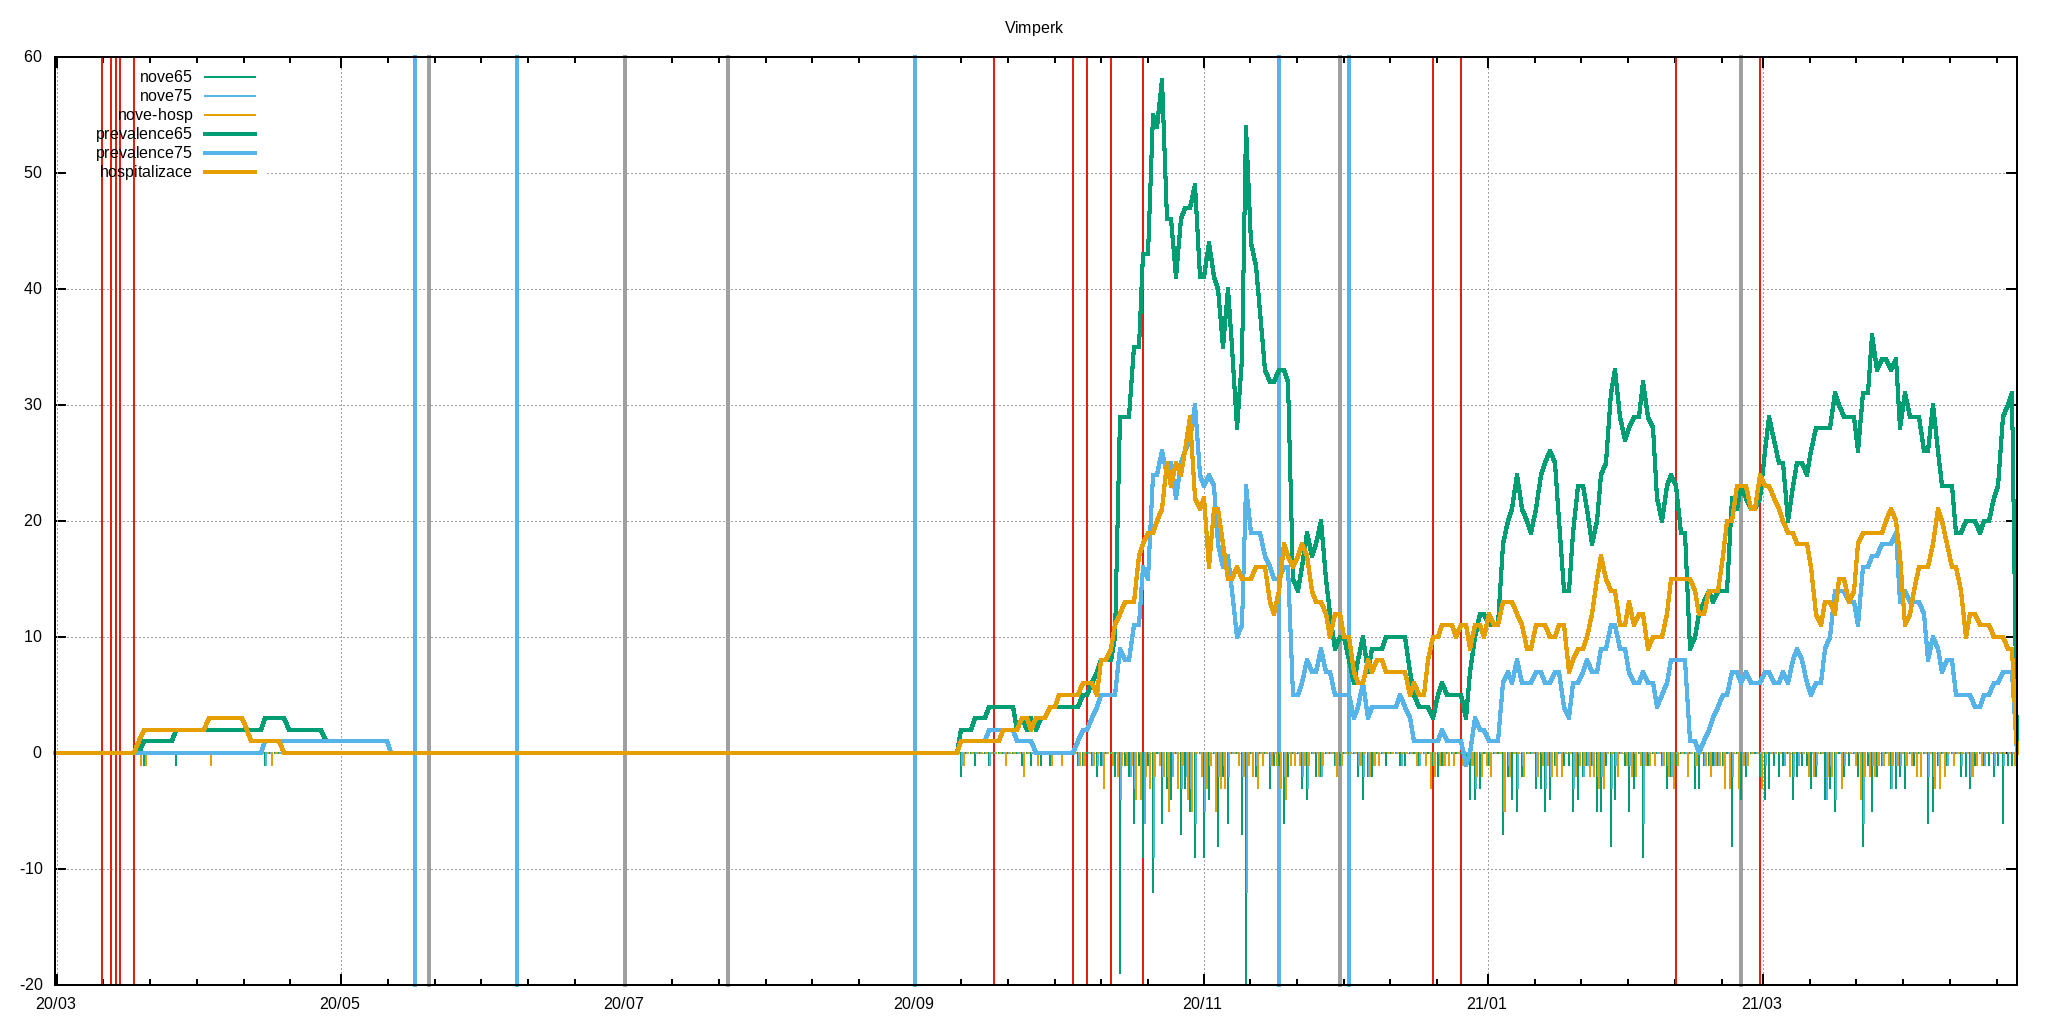 Vimperk
60
50
40
30
20
10
0
-10
-20
nove65
nove75
nove-hosp
prevalence65
prevalence75
hospitalizace
20/03 20/05 20/07 20/09 20/11 21/01 21/03